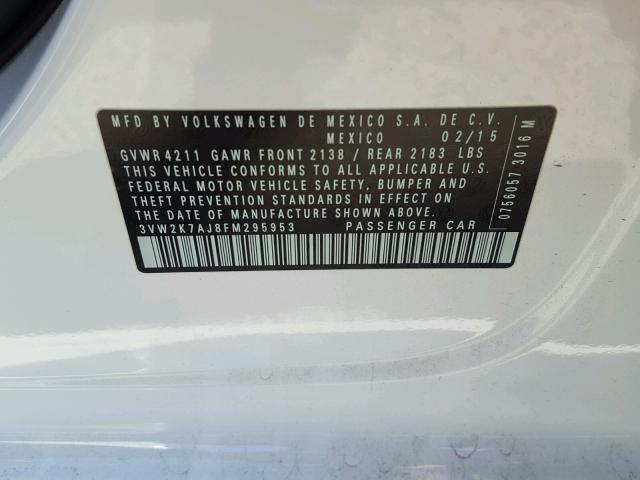 MFD BY VOLKSWAGEN DE MEXICO S.A. DE C.V.
MEXICO 02/15
GVWR 4211 GAWR FRONT 2138 / REAR 2183 LBS
THIS VEHICLE CONFORMS TO ALL APPLICABLE U.S.
FEDERAL MOTOR VEHICLE SAFETY, BUMPER AND
THEFT PREVENTION STANDARDS IN EFFECT ON
THE DATE OF MANUFACTURE SHOWN ABOVE.
3VW2K7AJ8FM295953 PASSENGER CAR
0756057 3016 M